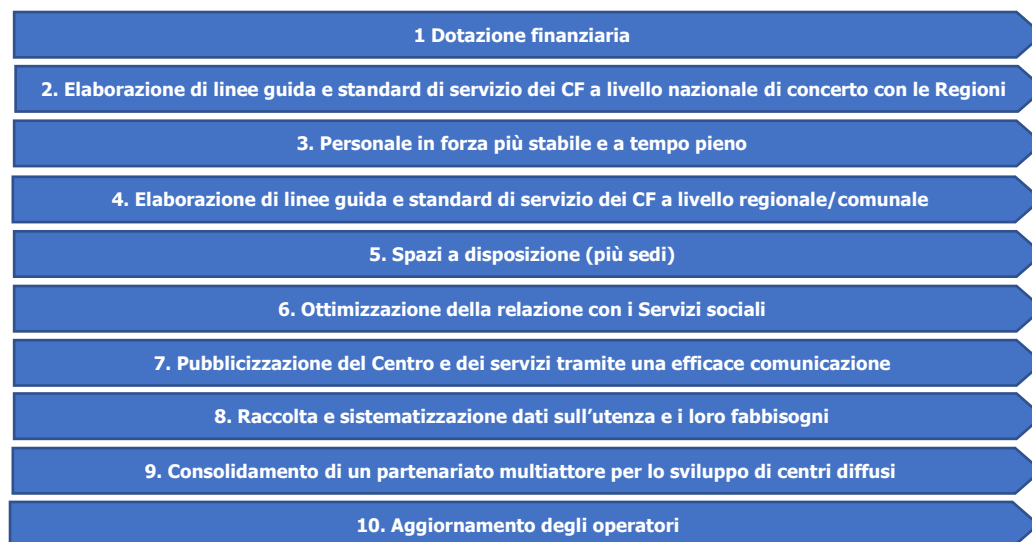 1 Dotazione finanziaria
2. Elaborazione di linee guida e standard di servizio dei CF a livello nazionale di concerto con le Regioni
3. Personale in forza più stabile e a tempo pieno
4. Elaborazione di linee guida e standard di servizio dei CF a livello regionale/comunale
5. Spazi a disposizione (più sedi)
6. Ottimizzazione della relazione con i Servizi sociali
7. Pubblicizzazione del Centro e dei servizi tramite una efficace comunicazione
8. Raccolta e sistematizzazione dati sull'utenza e i loro fabbisogni
9. Consolidamento di un partenariato multiattore per lo sviluppo di centri diffusi
10. Aggiornamento degli operatori